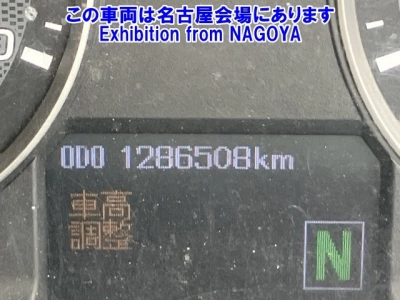 この車両は名古屋会場にあります
Exhibition from NAGOYA
ODO 1286508km
車高
調整
N